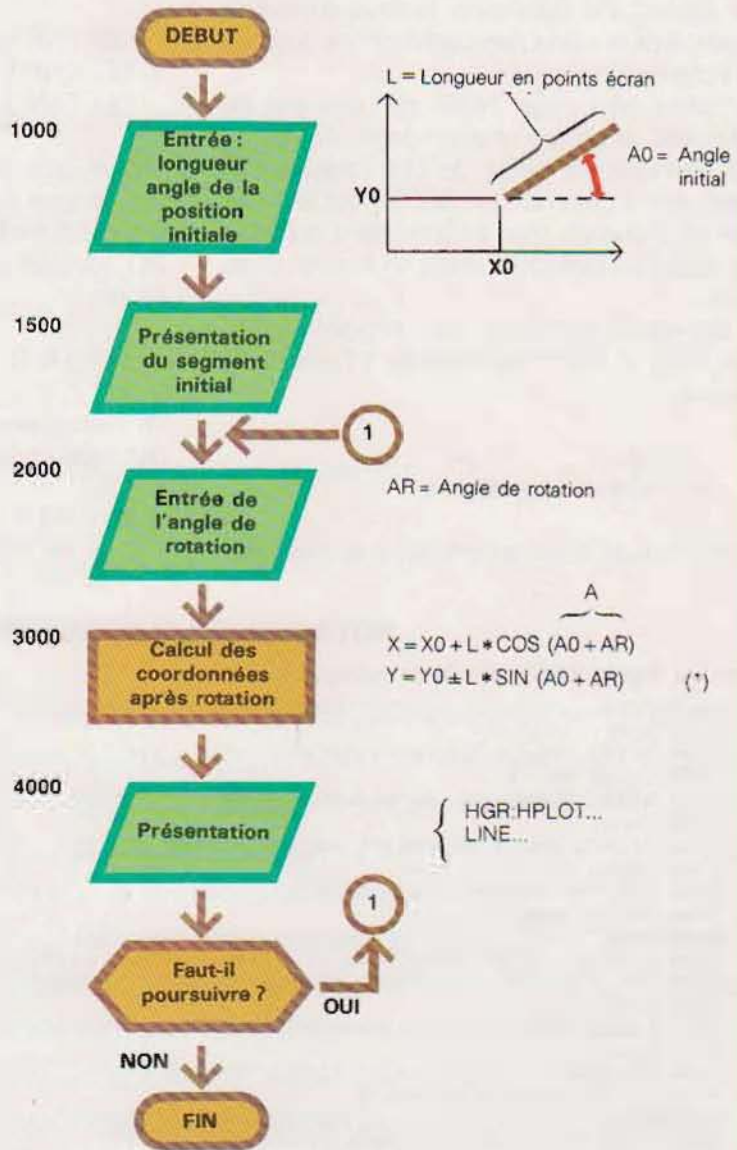 DEBUT
L = Longueur en points écran
1000
Entrée :
longueur
angle de la
position
initiale
A0 = Angle
initial
Y0
X0
1500
Présentation
du segment
initial
1
2000
Entrée de
l'angle de
rotation
AR = Angle de rotation
A
3000
Calcul des
coordonnées
après rotation
X = X0 + L * COS (A0 + AR)
Y = Y0 ± L * SIN (A0 + AR) (*)
4000
Présentation
HGR:HPLOT...
LINE...
1
Faut-il
poursuivre ?
OUI
NON
FIN